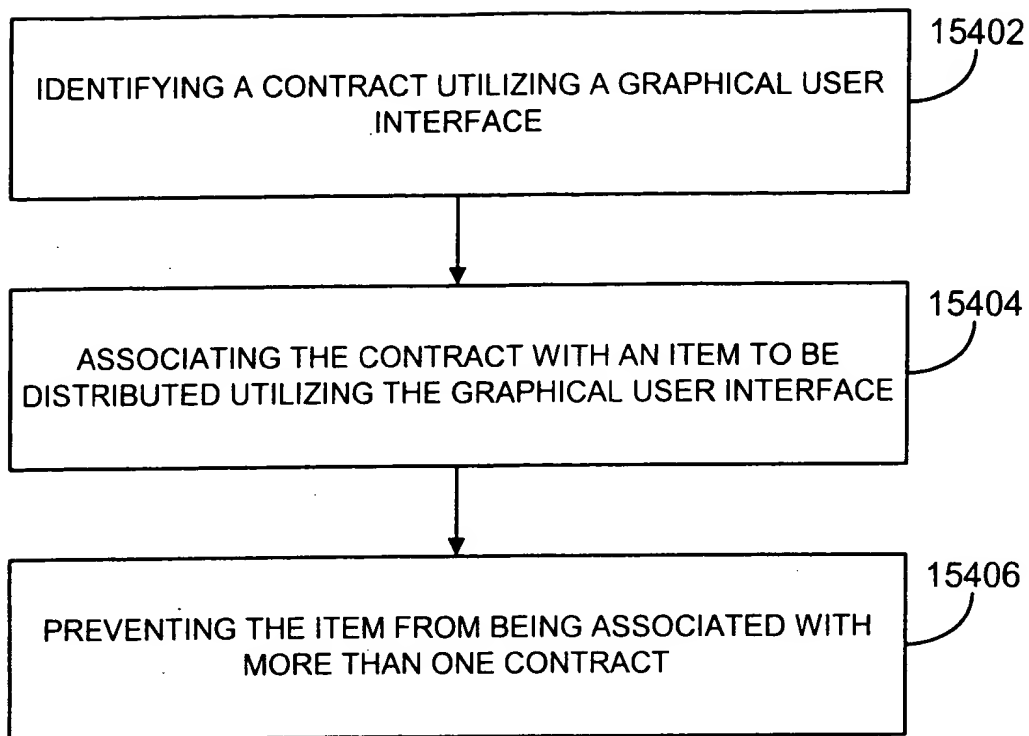 15402
IDENTIFYING A CONTRACT UTILIZING A GRAPHICAL USER
INTERFACE
15404
ASSOCIATING THE CONTRACT WITH AN ITEM TO BE
DISTRIBUTED UTILIZING THE GRAPHICAL USER INTERFACE
15406
PREVENTING THE ITEM FROM BEING ASSOCIATED WITH
MORE THAN ONE CONTRACT